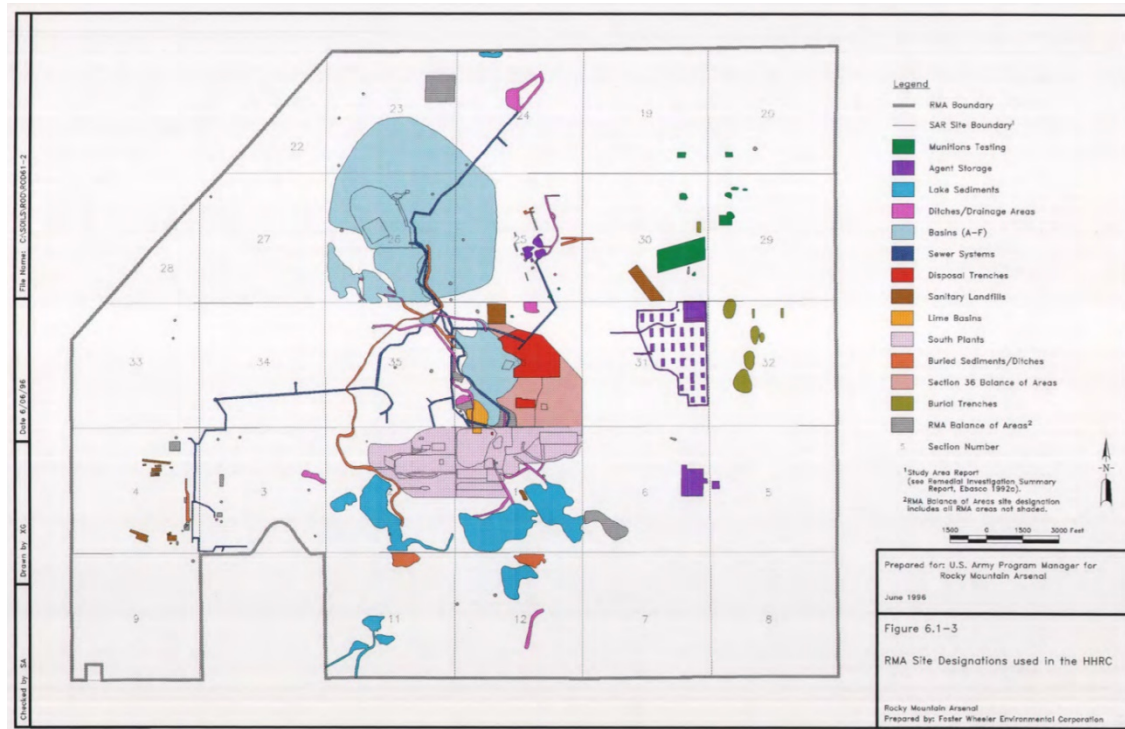 Legend
RMA Boundary
SAR Site Boundary¹
Munitions Testing
Agent Storage
Lake Sediments
Ditches/Drainage Areas
Basins (A-F)
Sewer Systems
Disposal Trenches
Sanitary Landfills
Lime Basins
South Plants
Buried Sediments/Ditches
Section 36 Balance of Areas
Burial Trenches
RMA Balance of Areas²
5 Section Number
¹Study Area Report
(see Remedial Investigation Summary
Report, Ebasco 1992a).
²RMA Balance of Areas site designation
includes all RMA areas not shaded.
-N-
1500 0 1500 3000 Feet
Prepared for: U.S. Army Program Manager for
Rocky Mountain Arsenal
June 1996
Figure 6.1-3
RMA Site Designations used in the HHRC
Rocky Mountain Arsenal
Prepared by: Foster Wheeler Environmental Corporation
File Name: C:\SOILS\ROD\RCD61-2
Date 6/06/96
Drawn by XG
Checked by SA
23
24
19
22
27
26
25
30
29
28
33
34
35
31
32
4
3
1
6
5
9
11
12
7
8